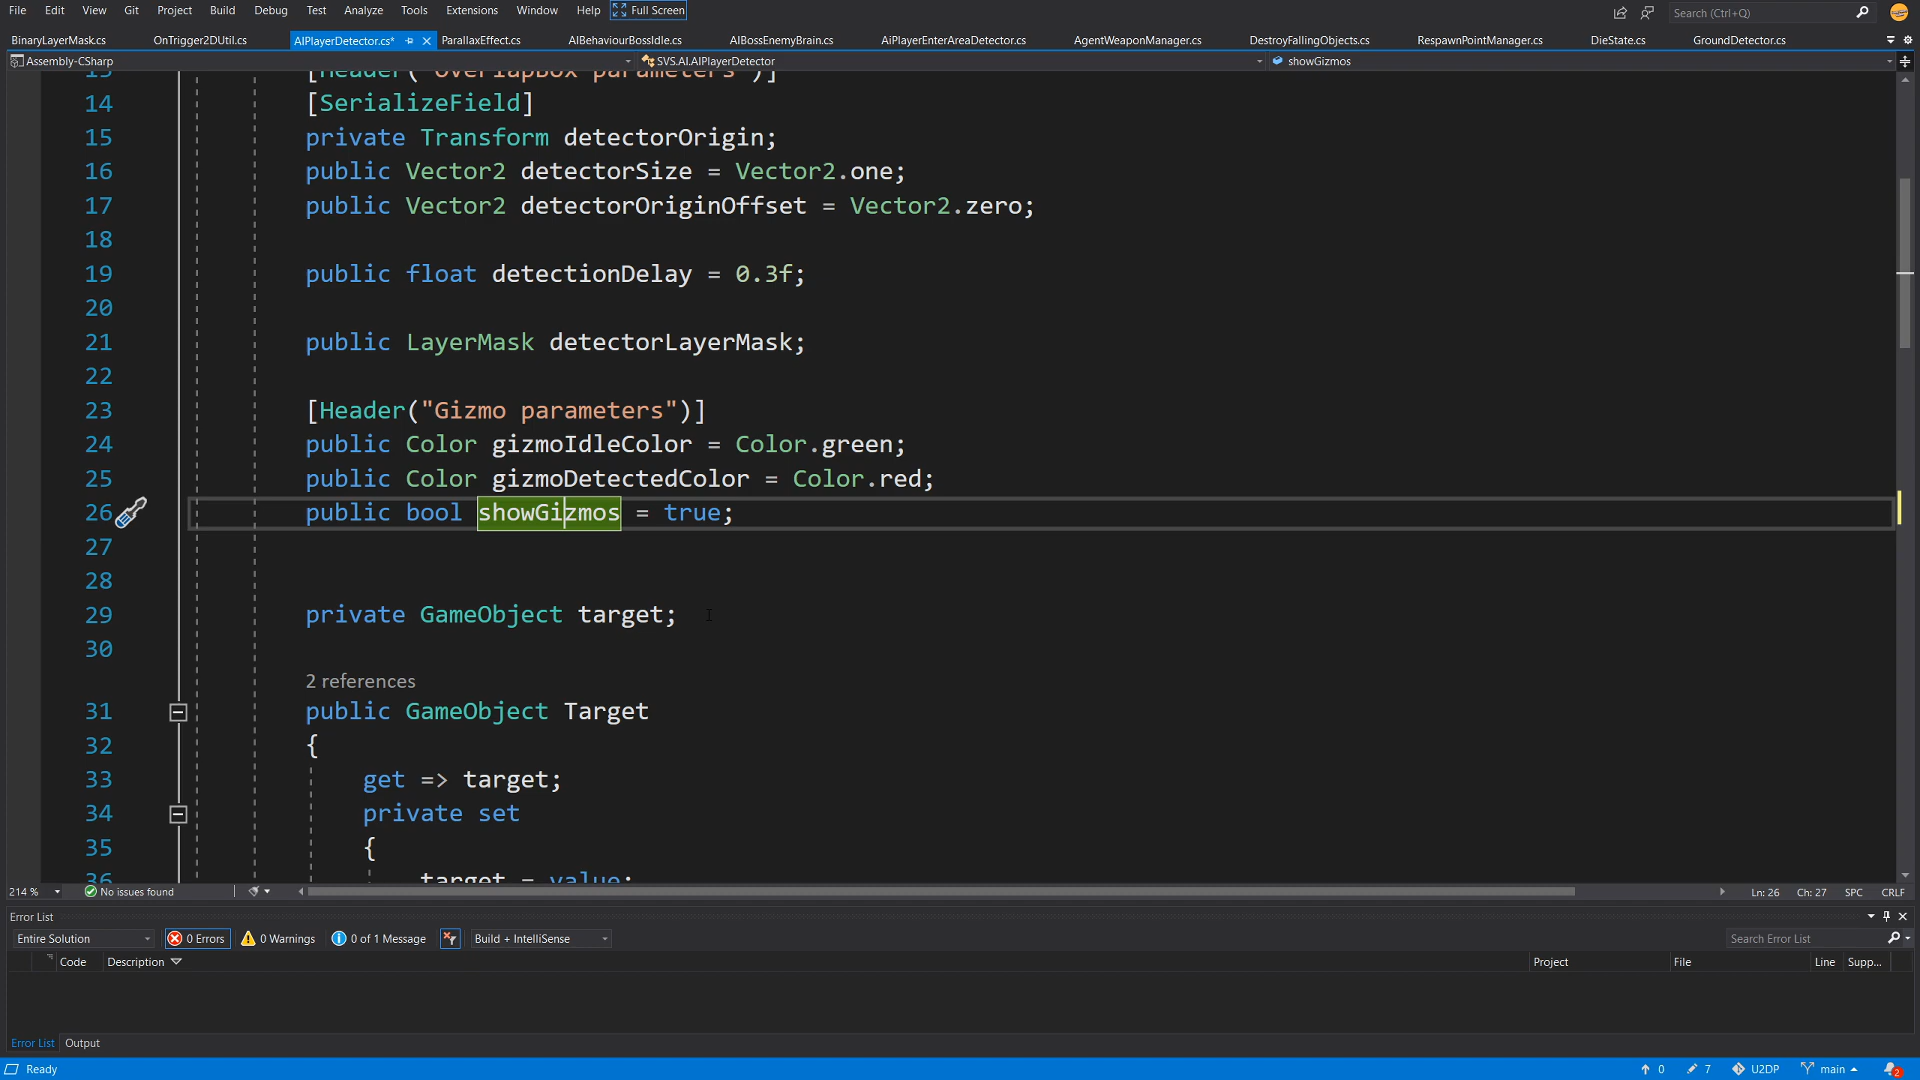 File Edit View Git Project Build Debug Test Analyze Tools Extensions Window Help Full Screen Search (Ctrl+Q)
BinaryLayerMask.cs OnTrigger2DUtil.cs AIPlayerDetector.cs* ParallaxEffect.cs AIBehaviourBossIdle.cs AIBossEnemyBrain.cs AiPlayerEnterAreaDetector.cs AgentWeaponManager.cs DestroyFallingObjects.cs RespawnPointManager.cs DieState.cs GroundDetector.cs
Assembly-CSharp SVS.AI.AIPlayerDetector showGizmos
13 [Header("OverlapBox parameters")]
14 [SerializeField]
15 private Transform detectorOrigin;
16 public Vector2 detectorSize = Vector2.one;
17 public Vector2 detectorOriginOffset = Vector2.zero;
18
19 public float detectionDelay = 0.3f;
20
21 public LayerMask detectorLayerMask;
22
23 [Header("Gizmo parameters")]
24 public Color gizmoIdleColor = Color.green;
25 public Color gizmoDetectedColor = Color.red;
26 public bool showGizmos = true;
27
28
29 private GameObject target;
30
2 references
31 public GameObject Target
32 {
33 get => target;
34 private set
35 {
36 target = value;
214 % No issues found Ln: 26 Ch: 27 SPC CRLF
Error List
Entire Solution 0 Errors 0 Warnings 0 of 1 Message Build + IntelliSense Search Error List
Code Description Project File Line Supp...
Error List Output
Ready 0 7 U2DP main 2